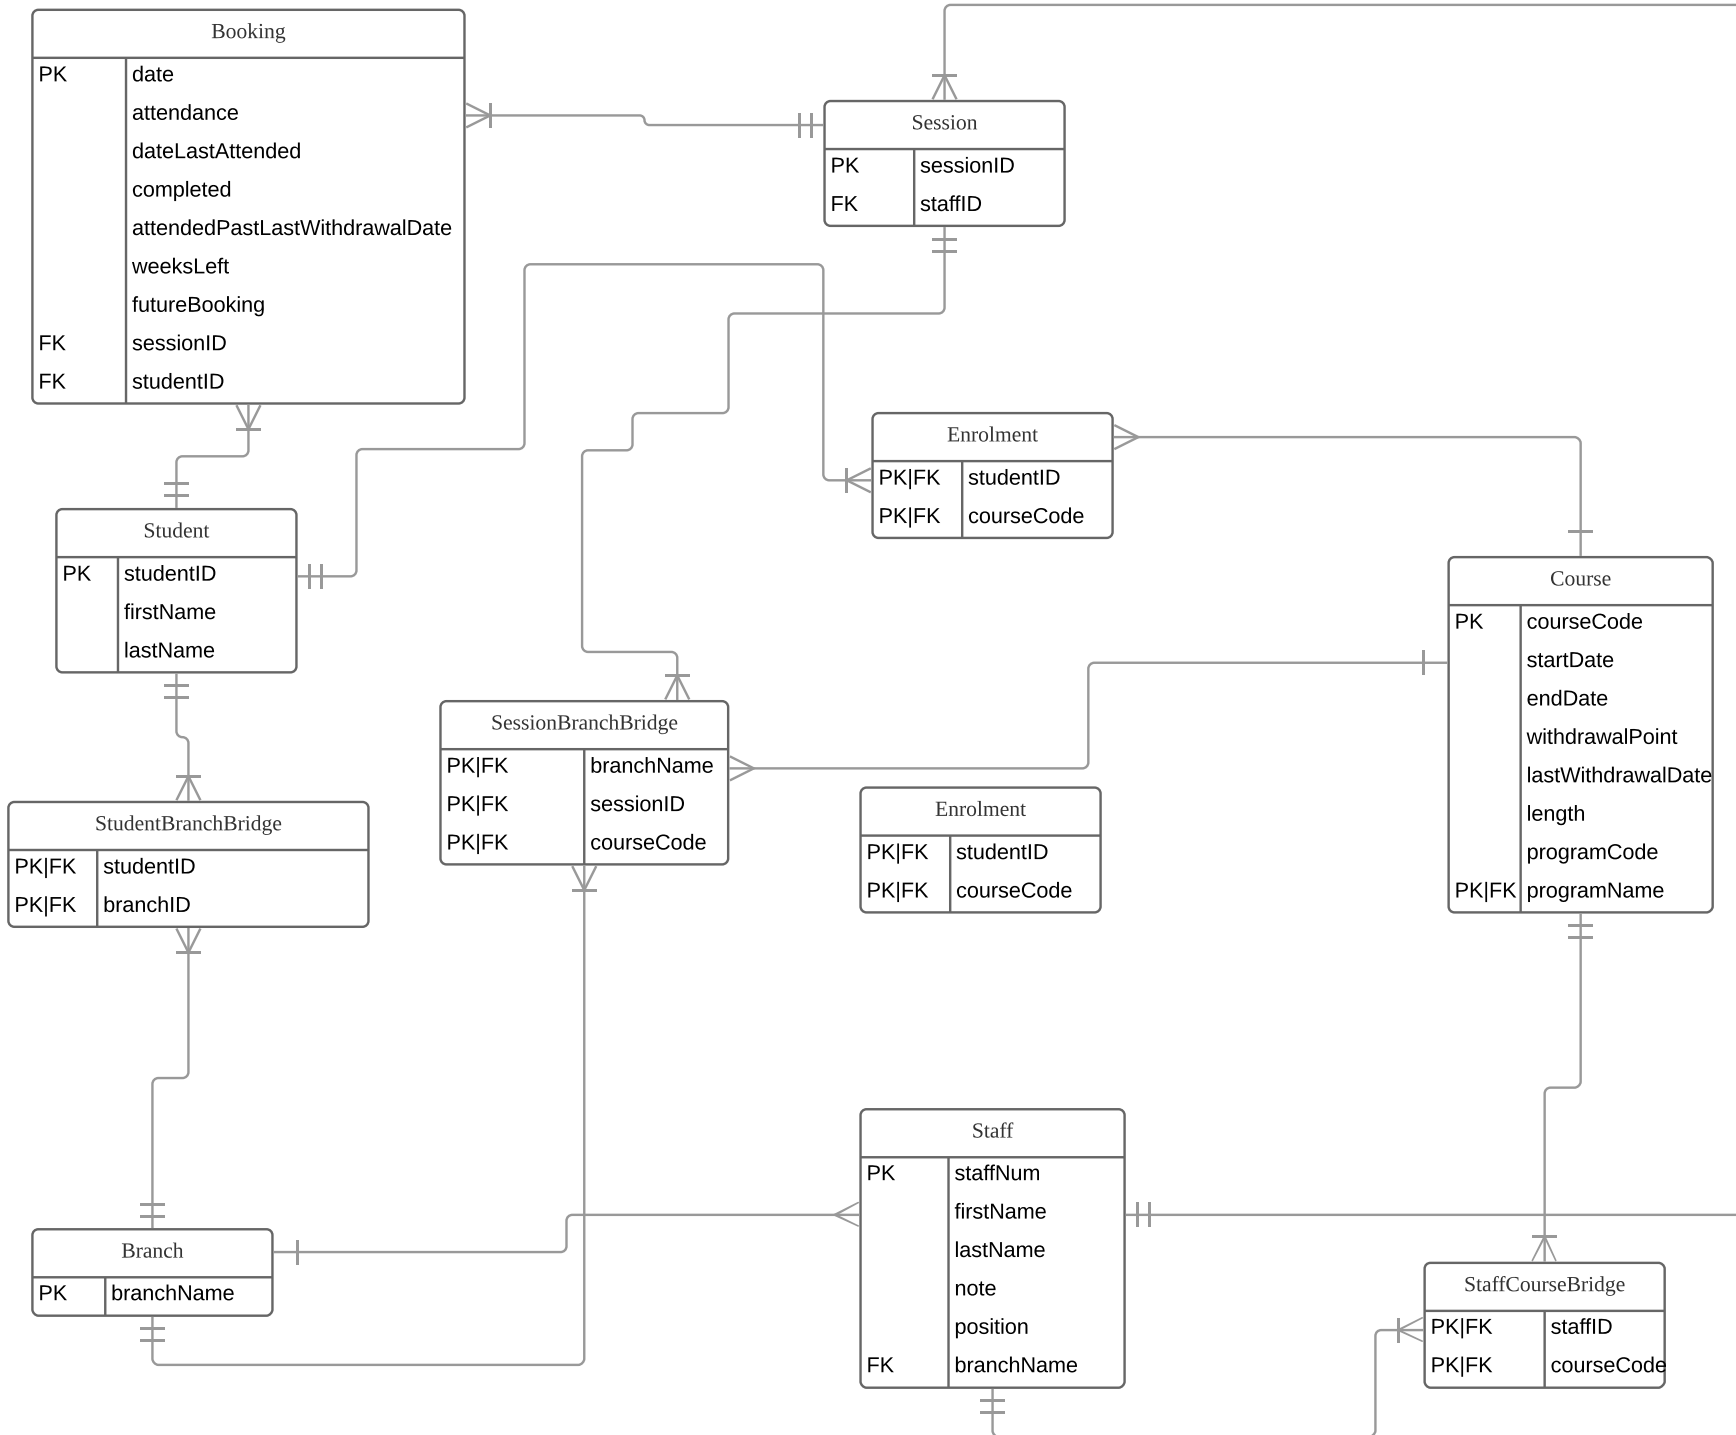 Booking
PK date
attendance
dateLastAttended
completed
attendedPastLastWithdrawalDate
weeksLeft
futureBooking
FK sessionID
FK studentID
Session
PK sessionID
FK staffID
Enrolment
PK|FK studentID
PK|FK courseCode
Student
PK studentID
firstName
lastName
Course
PK courseCode
startDate
endDate
withdrawalPoint
lastWithdrawalDate
length
programCode
PK|FK programName
SessionBranchBridge
PK|FK branchName
PK|FK sessionID
PK|FK courseCode
Enrolment
PK|FK studentID
PK|FK courseCode
StudentBranchBridge
PK|FK studentID
PK|FK branchID
Staff
PK staffNum
firstName
lastName
note
position
FK branchName
Branch
PK branchName
StaffCourseBridge
PK|FK staffID
PK|FK courseCode